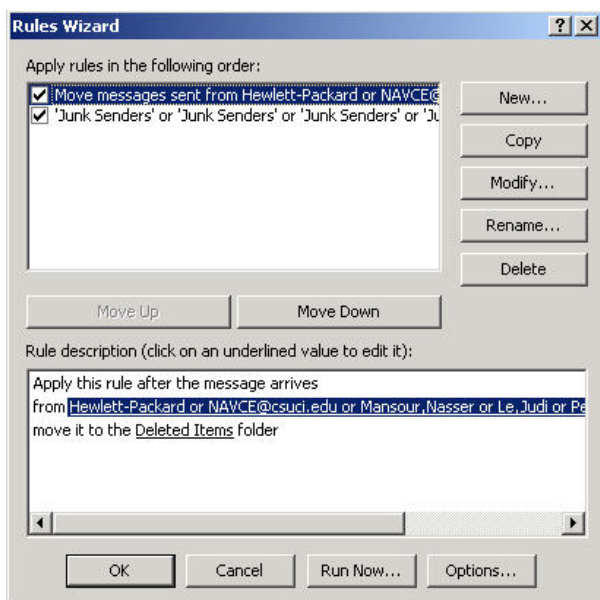 Rules Wizard
Apply rules in the following order:
Move messages sent from Hewlett-Packard or NAVCE@
'Junk Senders' or 'Junk Senders' or 'Junk Senders' or 'Ju
New...
Copy
Modify...
Rename...
Delete
Move Up
Move Down
Rule description (click on an underlined value to edit it):
Apply this rule after the message arrives
from Hewlett-Packard or NAVCE@csuci.edu or Mansour,Nasser or Le,Judi or Pe
move it to the Deleted Items folder
OK
Cancel
Run Now...
Options...